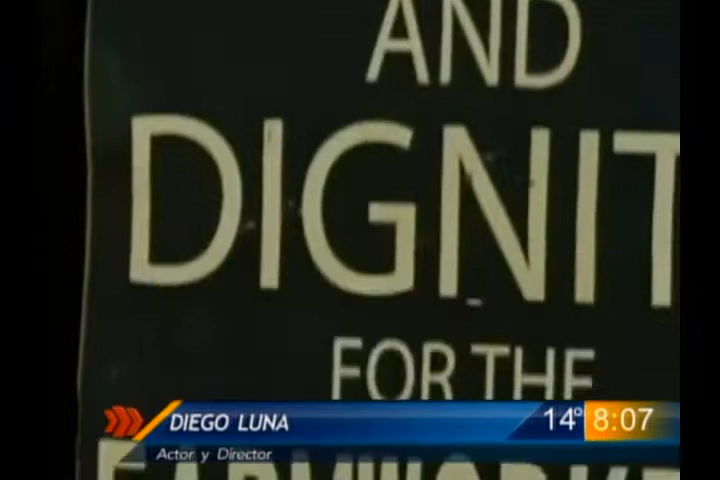 AND
DIGNIT
FOR THE
DIEGO LUNA
14° 8:07
Actor y Director